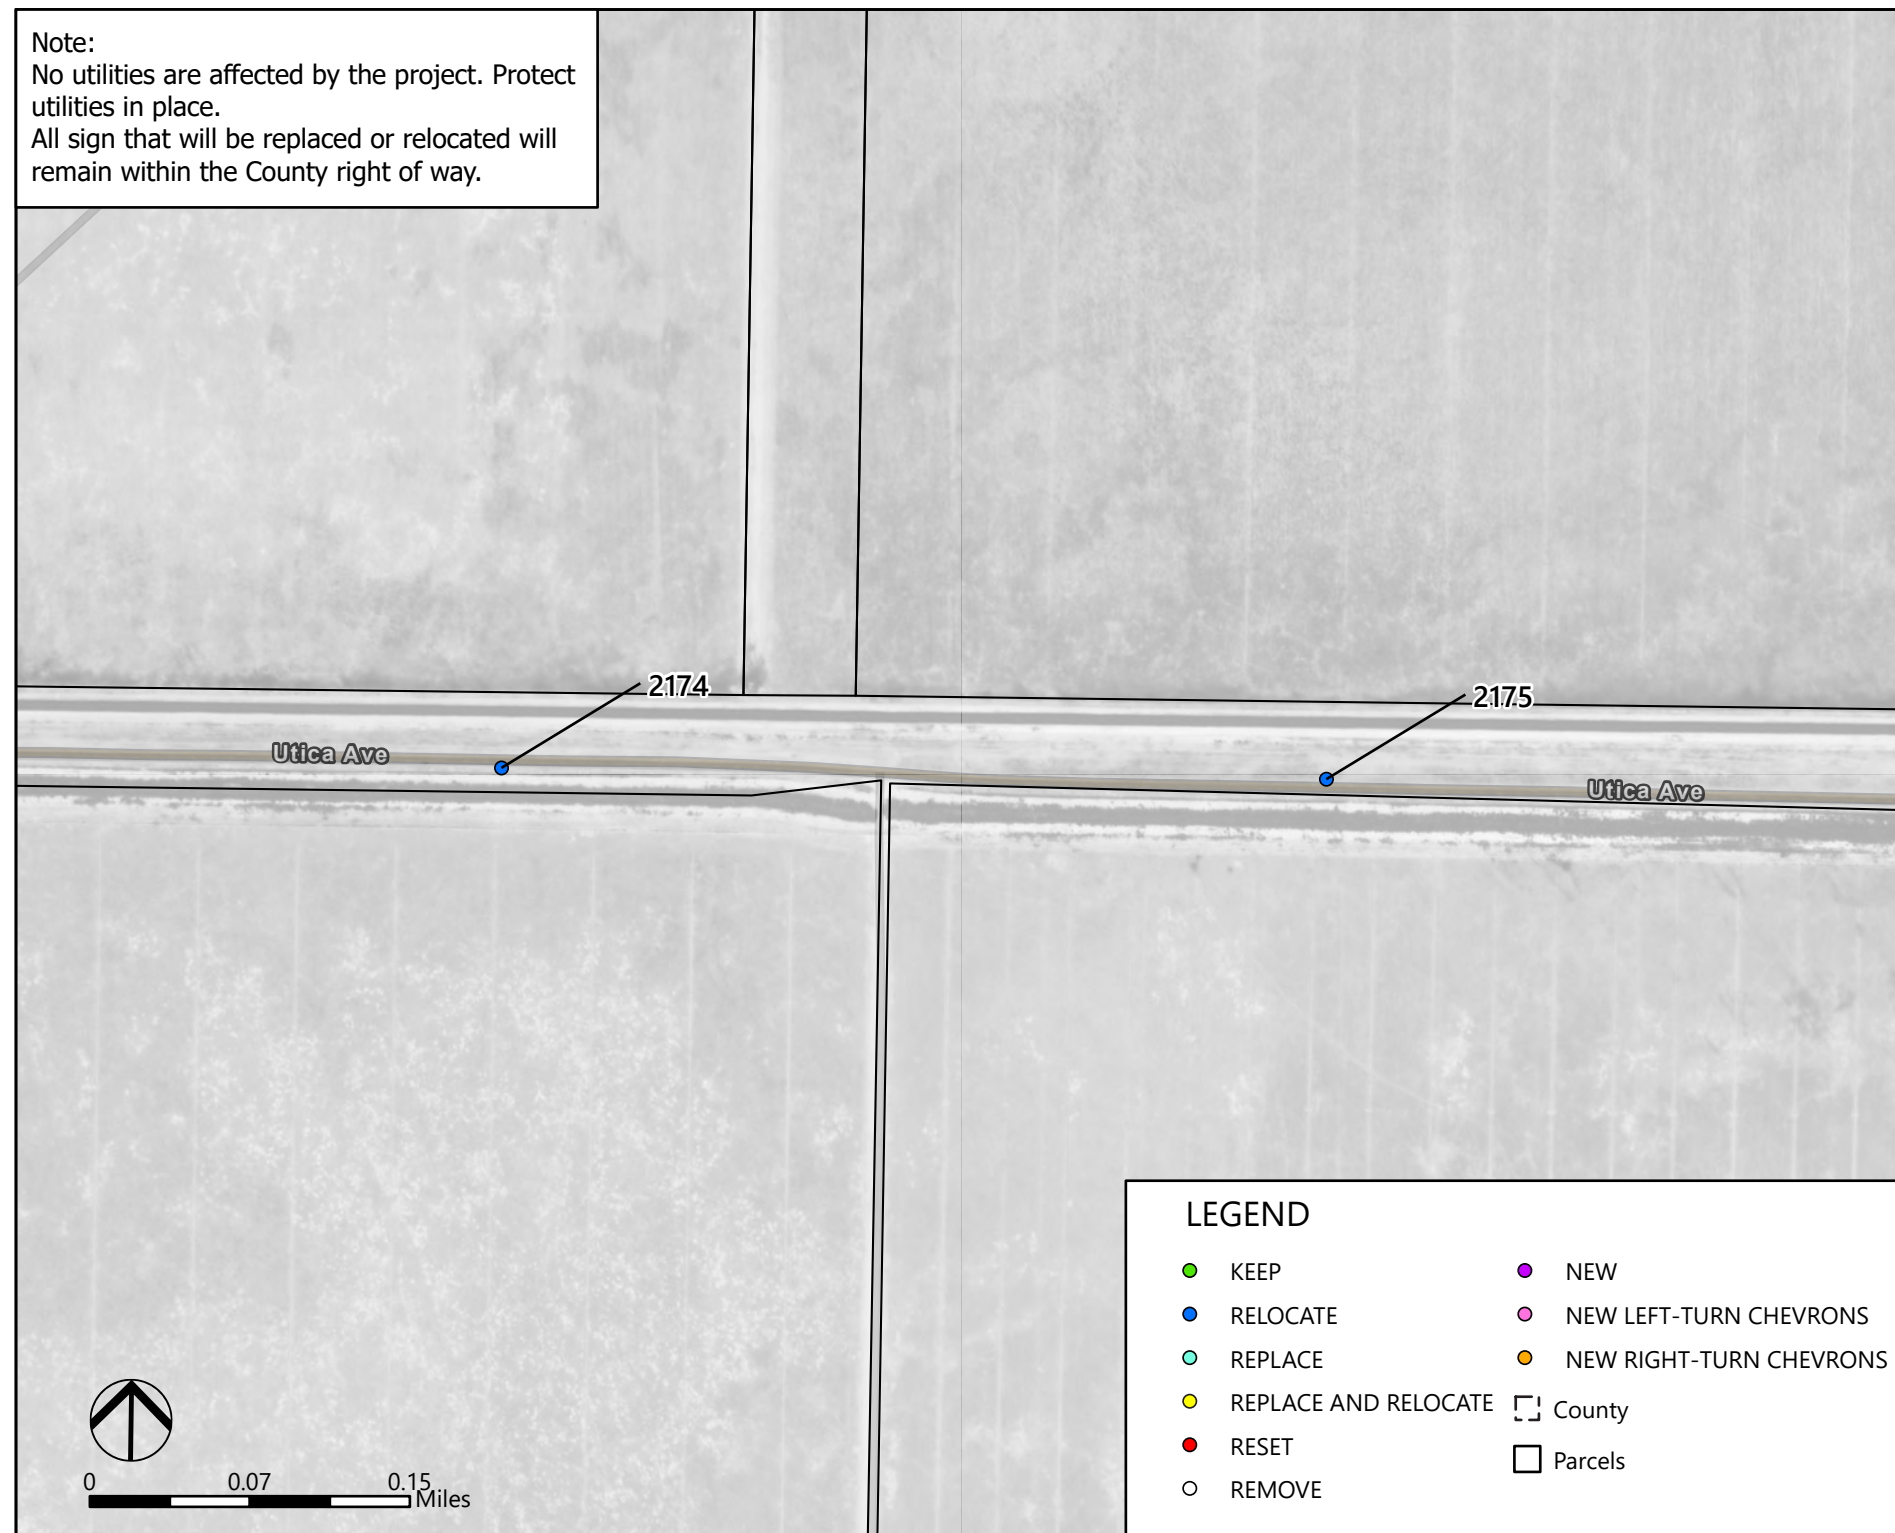 Note:
No utilities are affected by the project. Protect
utilities in place.
All sign that will be replaced or relocated will
remain within the County right of way.
2174
2175
Utica Ave
Utica Ave
LEGEND
KEEP
RELOCATE
REPLACE
REPLACE AND RELOCATE
RESET
REMOVE
NEW
NEW LEFT-TURN CHEVRONS
NEW RIGHT-TURN CHEVRONS
County
Parcels
0 0.07 0.15
Miles